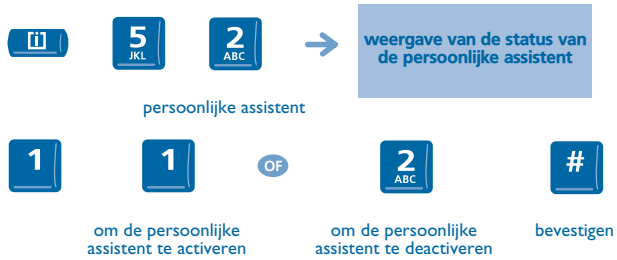 [i]
5
JKL
2
ABC
weergave van de status van
de persoonlijke assistent
persoonlijke assistent
1
1
OF
2
ABC
#
om de persoonlijke
assistent te activeren
om de persoonlijke
assistent te deactiveren
bevestigen